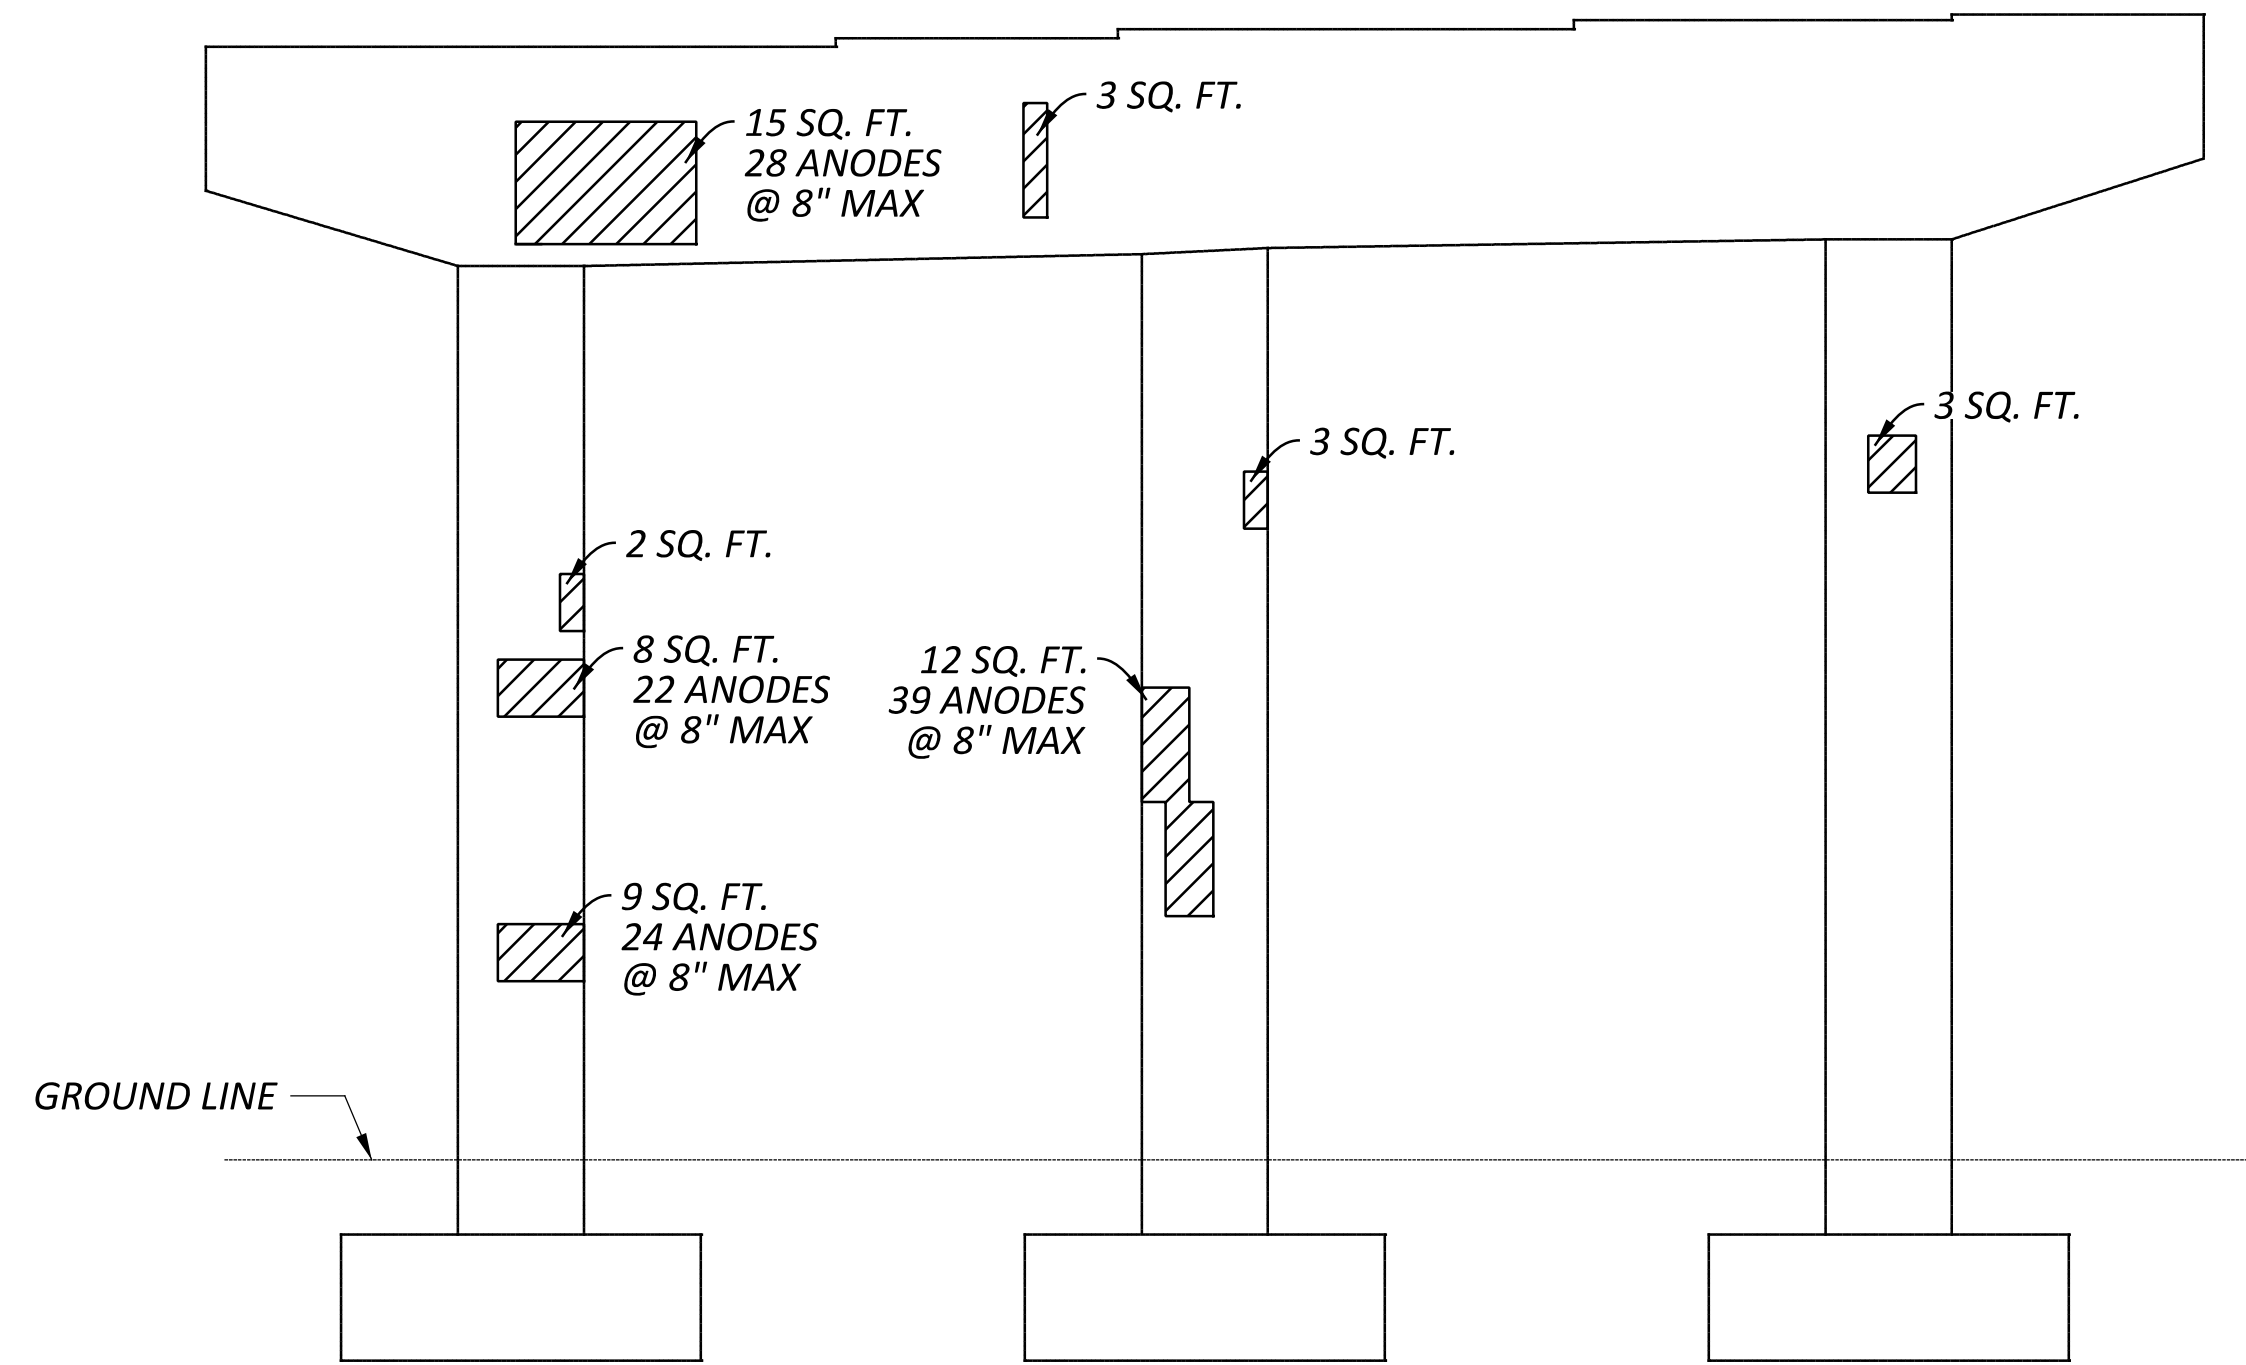 15 SQ. FT.
28 ANODES
@ 8" MAX
3 SQ. FT.
3 SQ. FT.
3 SQ. FT.
2 SQ. FT.
8 SQ. FT.
22 ANODES
@ 8" MAX
12 SQ. FT.
39 ANODES
@ 8" MAX
9 SQ. FT.
24 ANODES
@ 8" MAX
GROUND LINE